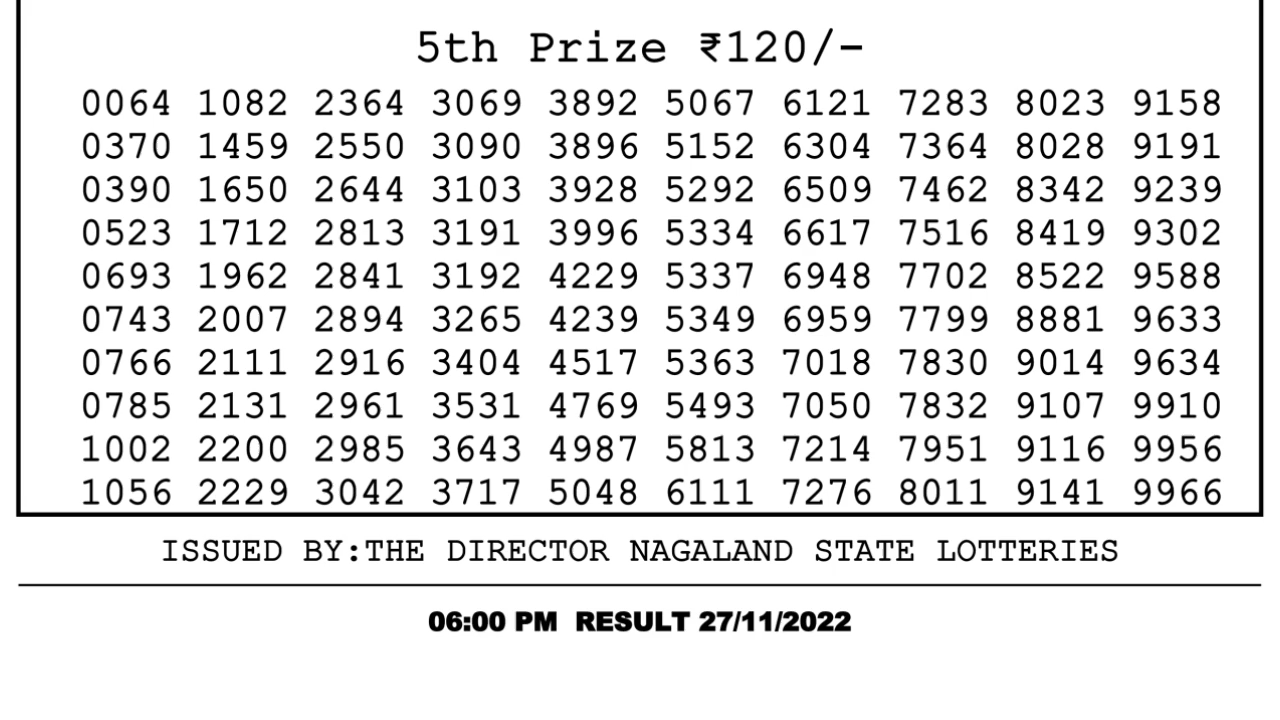 5th Prize ₹120/-
0064 1082 2364 3069 3892 5067 6121 7283 8023 9158
0370 1459 2550 3090 3896 5152 6304 7364 8028 9191
0390 1650 2644 3103 3928 5292 6509 7462 8342 9239
0523 1712 2813 3191 3996 5334 6617 7516 8419 9302
0693 1962 2841 3192 4229 5337 6948 7702 8522 9588
0743 2007 2894 3265 4239 5349 6959 7799 8881 9633
0766 2111 2916 3404 4517 5363 7018 7830 9014 9634
0785 2131 2961 3531 4769 5493 7050 7832 9107 9910
1002 2200 2985 3643 4987 5813 7214 7951 9116 9956
1056 2229 3042 3717 5048 6111 7276 8011 9141 9966
ISSUED BY:THE DIRECTOR NAGALAND STATE LOTTERIES
06:00 PM RESULT 27/11/2022